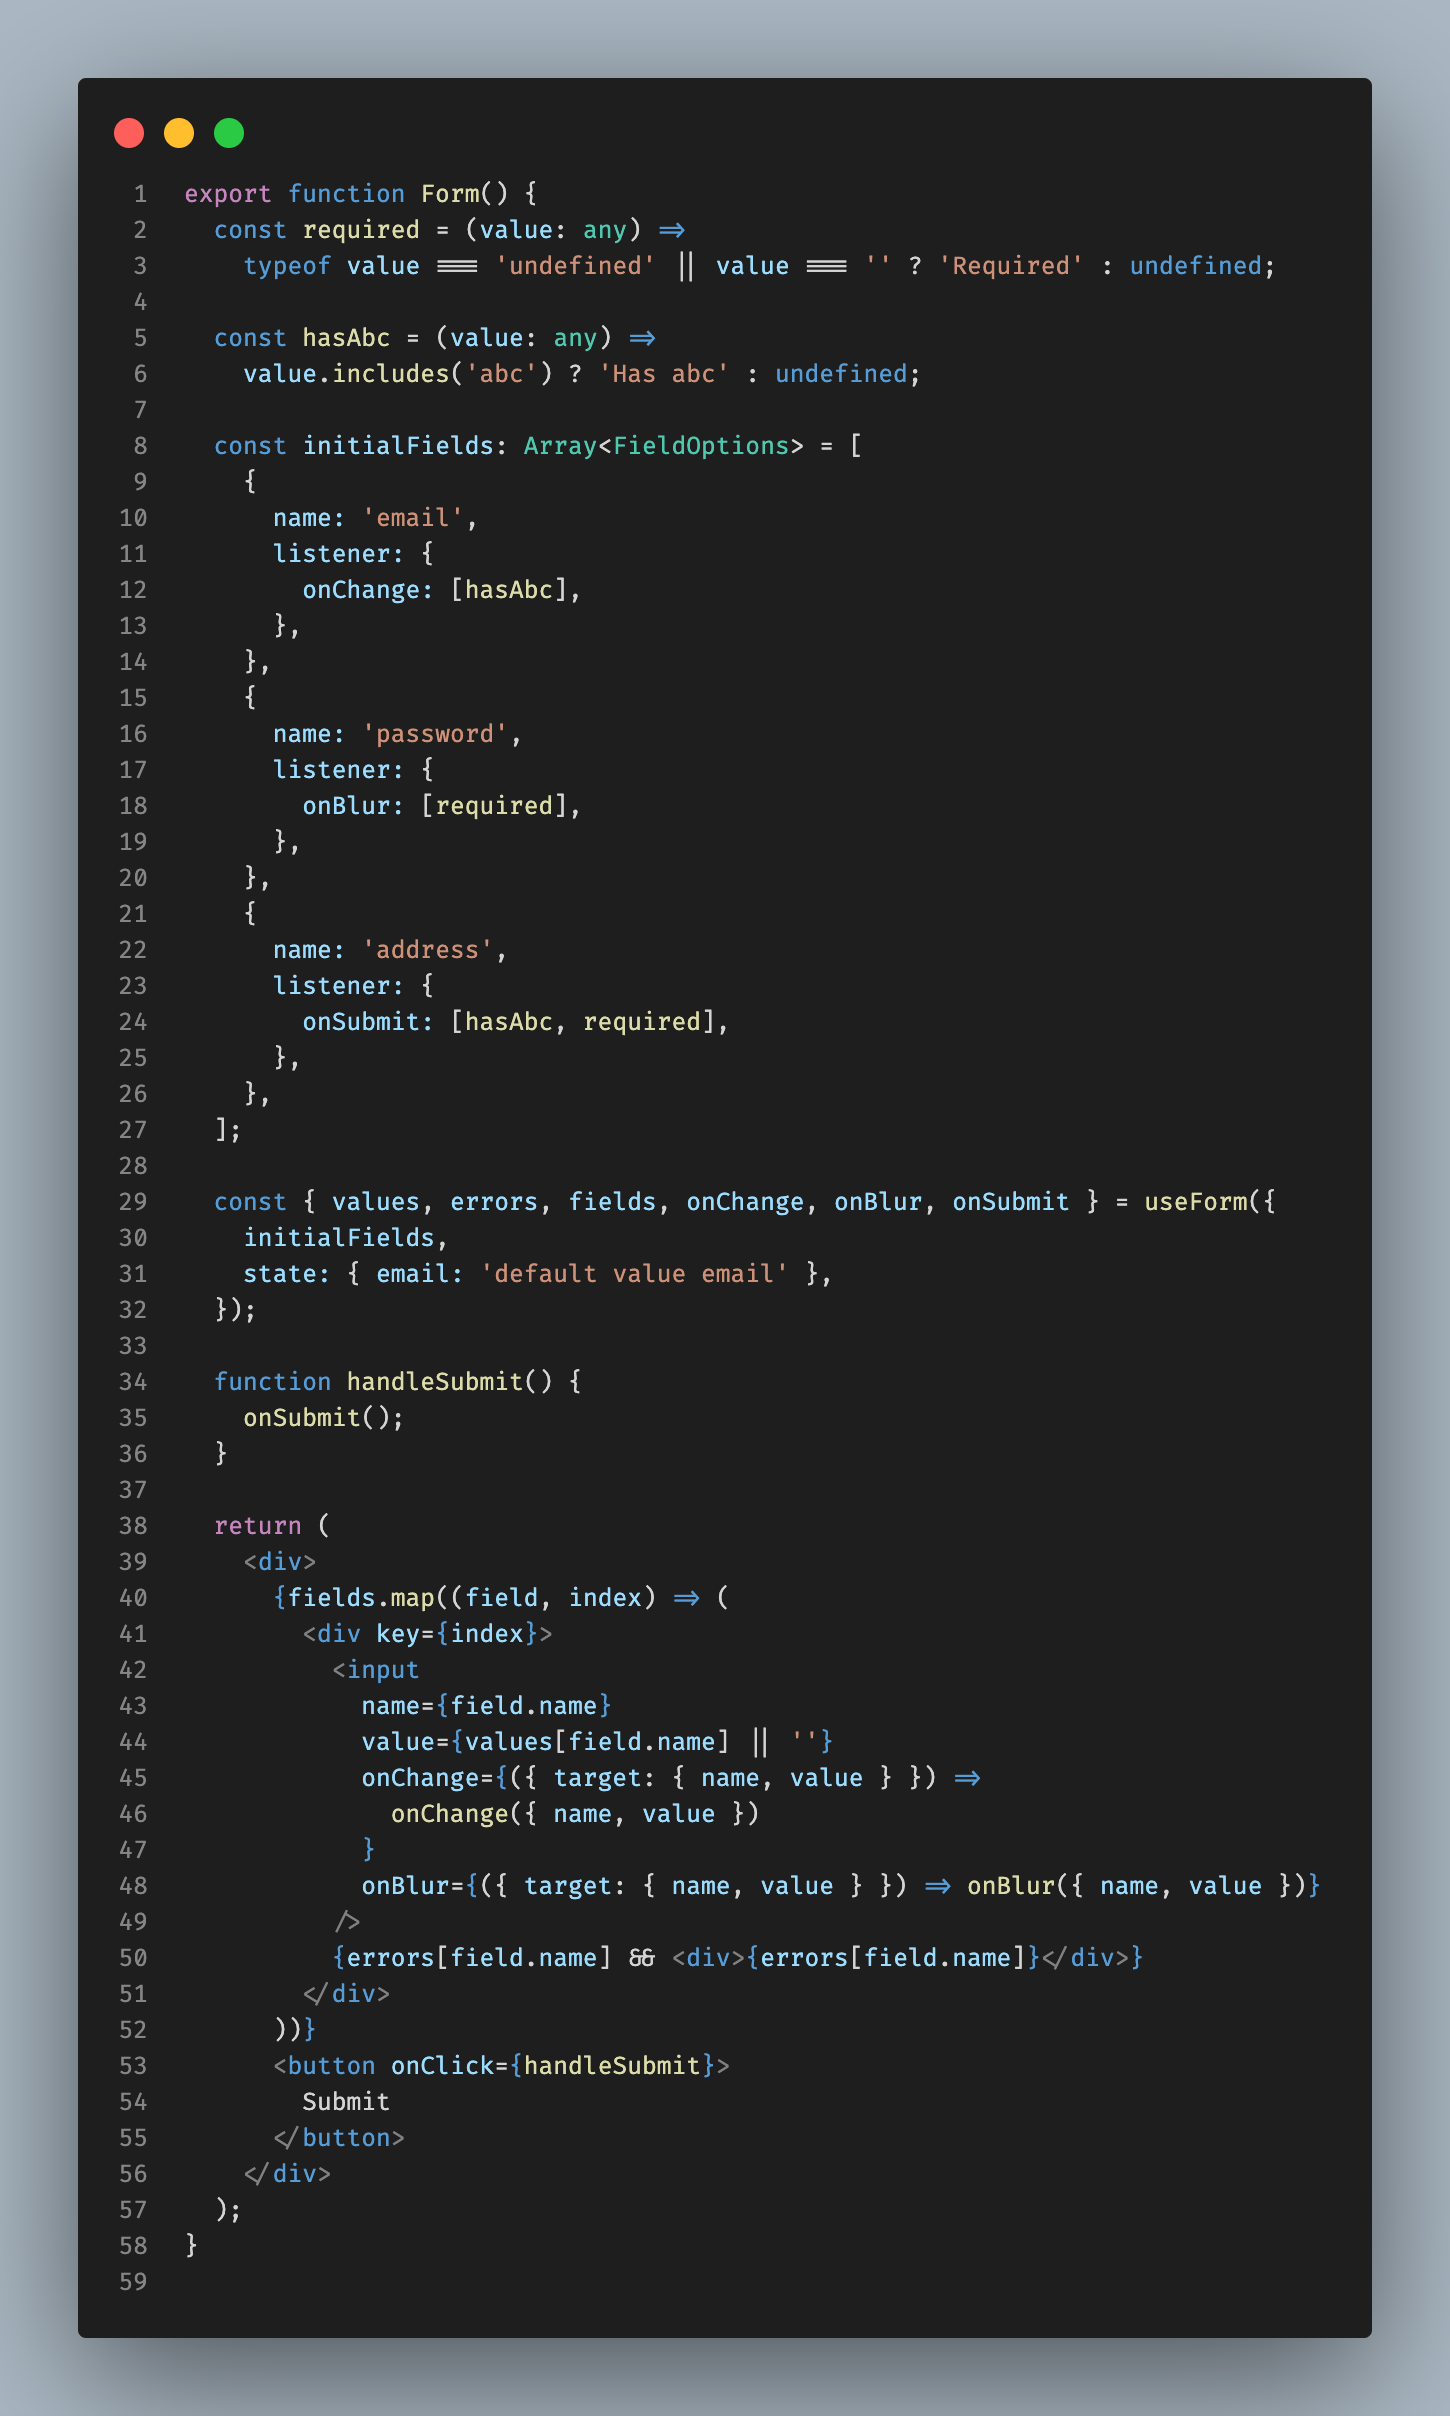 1 export function Form() {
2   const required = (value: any) =>
3     typeof value === 'undefined' || value === '' ? 'Required' : undefined;
4
5   const hasAbc = (value: any) =>
6     value.includes('abc') ? 'Has abc' : undefined;
7
8   const initialFields: Array<FieldOptions> = [
9     {
10       name: 'email',
11       listener: {
12         onChange: [hasAbc],
13       },
14     },
15     {
16       name: 'password',
17       listener: {
18         onBlur: [required],
19       },
20     },
21     {
22       name: 'address',
23       listener: {
24         onSubmit: [hasAbc, required],
25       },
26     },
27   ];
28
29   const { values, errors, fields, onChange, onBlur, onSubmit } = useForm({
30     initialFields,
31     state: { email: 'default value email' },
32   });
33
34   function handleSubmit() {
35     onSubmit();
36   }
37
38   return (
39     <div>
40       {fields.map((field, index) => (
41         <div key={index}>
42           <input
43             name={field.name}
44             value={values[field.name] || ''}
45             onChange={({ target: { name, value } }) =>
46               onChange({ name, value })
47             }
48             onBlur={({ target: { name, value } }) => onBlur({ name, value })}
49           />
50           {errors[field.name] && <div>{errors[field.name]}</div>}
51         </div>
52       ))}
53       <button onClick={handleSubmit}>
54         Submit
55       </button>
56     </div>
57   );
58 }
59